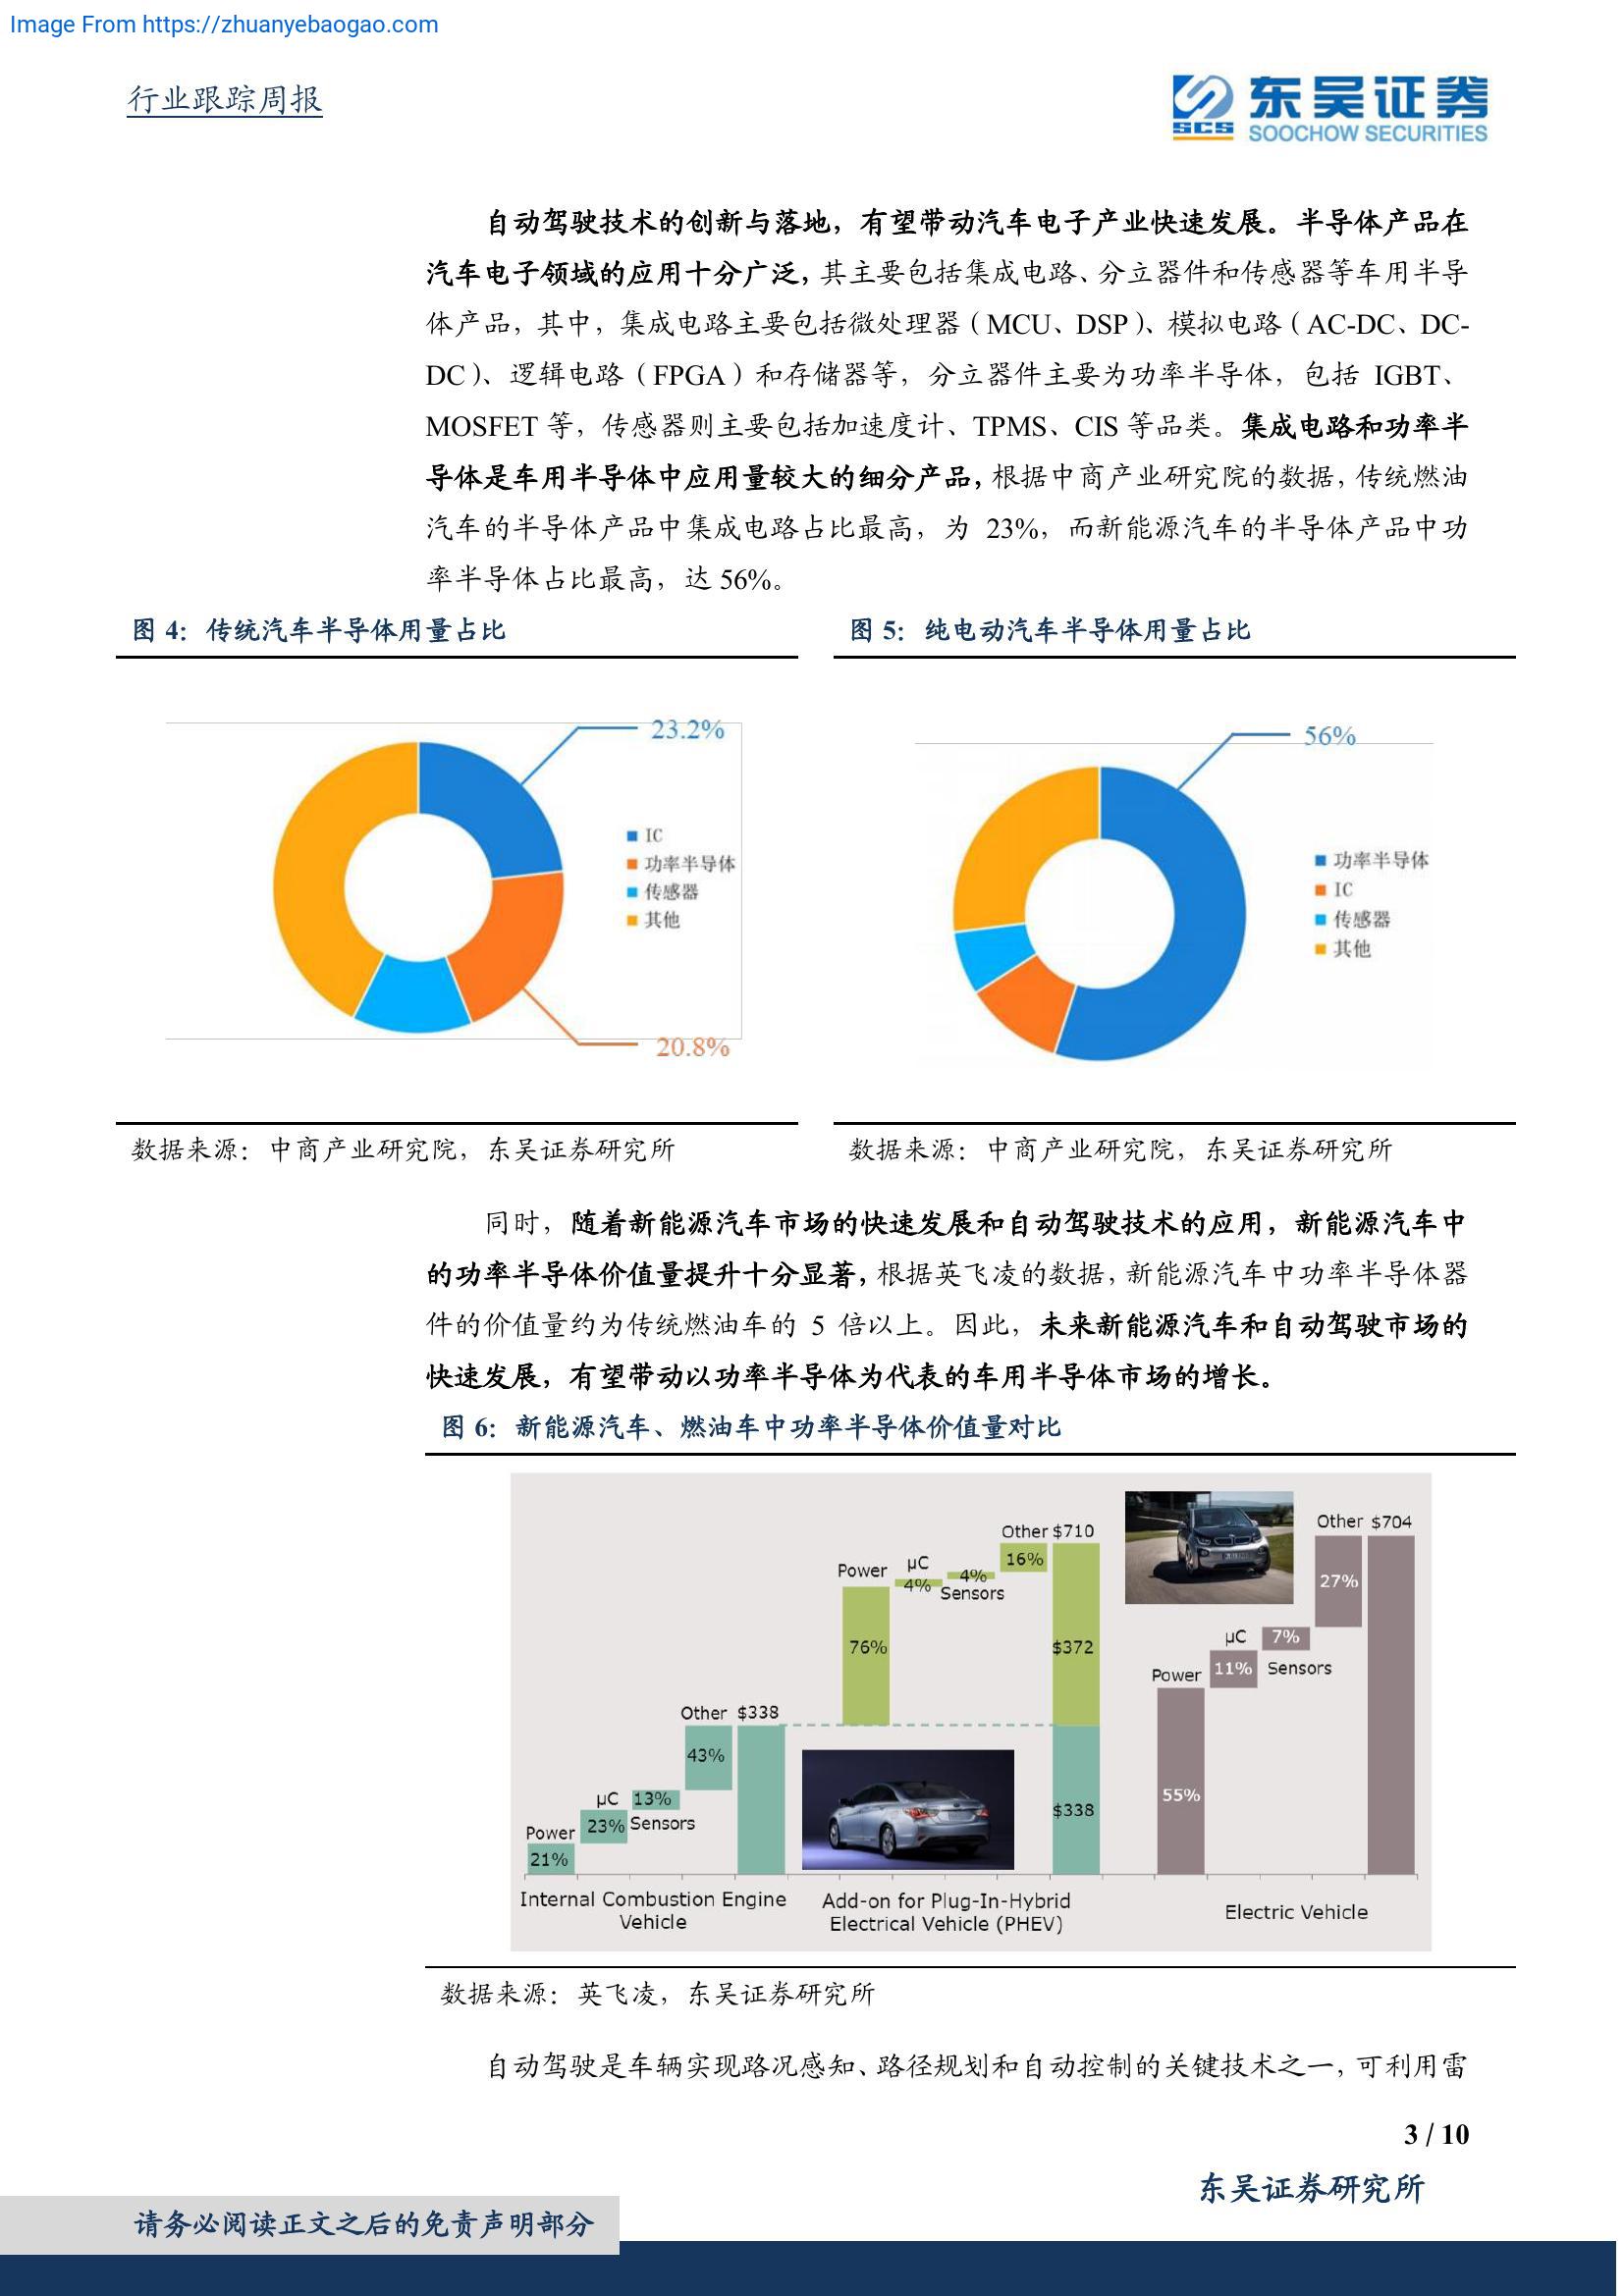 Image From https://zhuanyebaogao.com
行业跟踪周报
东吴证券
SCS
SOOCHOW SECURITIES
自动驾驶技术的创新与落地，有望带动汽车电子产业快速发展。半导体产品在
汽车电子领域的应用十分广泛，其主要包括集成电路、分立器件和传感器等车用半导
体产品，其中，集成电路主要包括微处理器（MCU、DSP）、模拟电路（AC-DC、DC-
DC）、逻辑电路（FPGA）和存储器等，分立器件主要为功率半导体，包括 IGBT、
MOSFET 等，传感器则主要包括加速度计、TPMS、CIS 等品类。集成电路和功率半
导体是车用半导体中应用量较大的细分产品，根据中商产业研究院的数据，传统燃油
汽车的半导体产品中集成电路占比最高，为 23%，而新能源汽车的半导体产品中功
率半导体占比最高，达 56%。
图 4：传统汽车半导体用量占比
23.2%
IC
功率半导体
传感器
其他
20.8%
数据来源：中商产业研究院，东吴证券研究所
图 5：纯电动汽车半导体用量占比
56%
功率半导体
IC
传感器
其他
数据来源：中商产业研究院，东吴证券研究所
同时，随着新能源汽车市场的快速发展和自动驾驶技术的应用，新能源汽车中
的功率半导体价值量提升十分显著，根据英飞凌的数据，新能源汽车中功率半导体器
件的价值量约为传统燃油车的 5 倍以上。因此，未来新能源汽车和自动驾驶市场的
快速发展，有望带动以功率半导体为代表的车用半导体市场的增长。
图 6：新能源汽车、燃油车中功率半导体价值量对比
Power
21%
µC
23%
13%
Sensors
Other
43%
$338
Internal Combustion Engine
Vehicle
Power
76%
µC
4%
4%
Sensors
Other
16%
$710
$372
$338
Add-on for Plug-In-Hybrid
Electrical Vehicle (PHEV)
Power
55%
µC
11%
7%
Sensors
Other
27%
$704
Electric Vehicle
数据来源：英飞凌，东吴证券研究所
自动驾驶是车辆实现路况感知、路径规划和自动控制的关键技术之一，可利用雷
3 / 10
东吴证券研究所
请务必阅读正文之后的免责声明部分